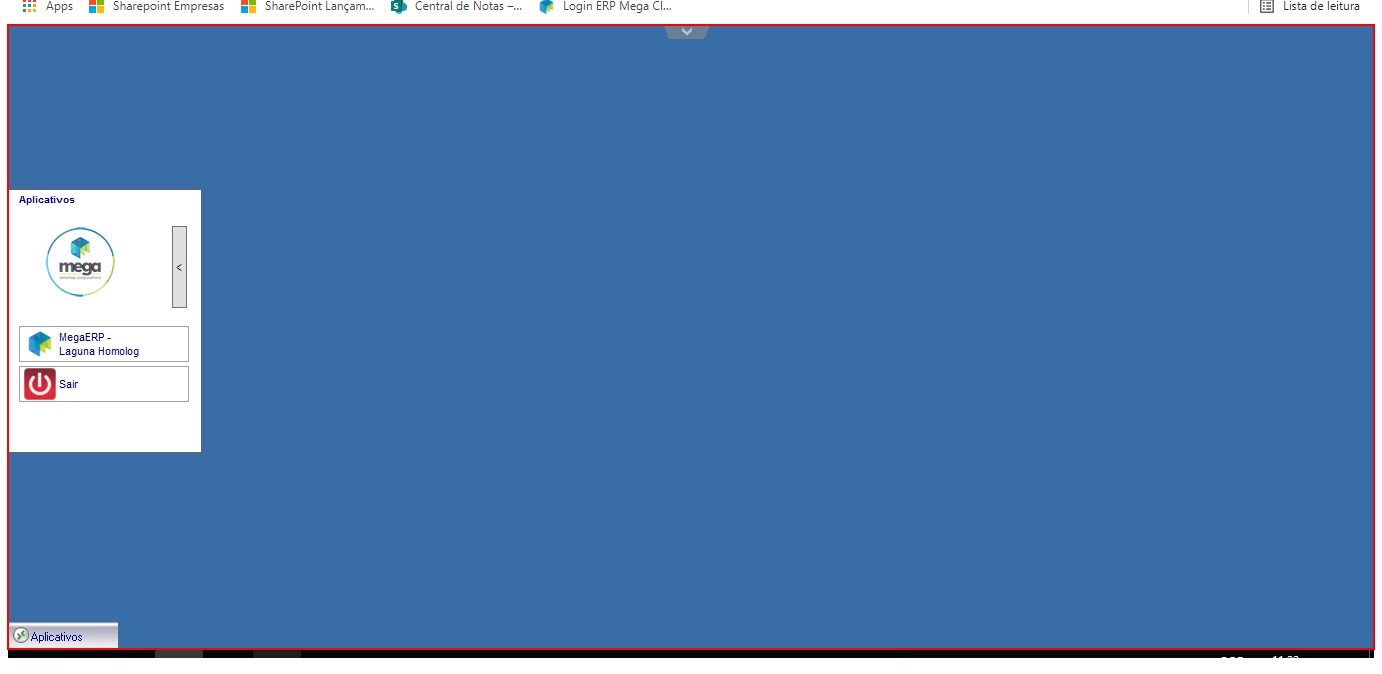 Apps Sharepoint Empresas SharePoint Lançam... Central de Notas –... Login ERP Mega Cl... Lista de leitura
Aplicativos
mega
<
MegaERP -
Laguna Homolog
Sair
Aplicativos